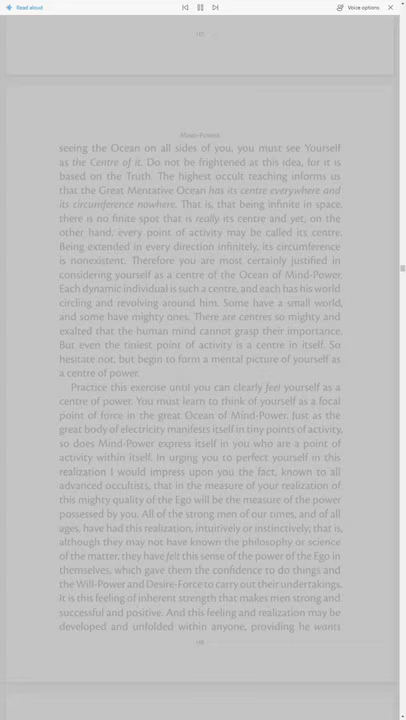 Read aloud
Voice options
MIND-POWER
seeing the Ocean on all sides of you, you must see Yourself
as the Centre of it. Do not be frightened at this idea, for it is
based on the Truth. The highest occult teaching informs us
that the Great Mentative Ocean has its centre everywhere and
its circumference nowhere. That is, that being infinite in space,
there is no finite spot that is really its centre and yet, on the
other hand, every point of activity may be called its centre.
Being extended in every direction infinitely, its circumference
is nonexistent. Therefore you are most certainly justified in
considering yourself as a centre of the Ocean of Mind-Power.
Each dynamic individual is such a centre, and each has his world
circling and revolving around him. Some have a small world,
and some have mighty ones. There are centres so mighty and
exalted that the human mind cannot grasp their importance.
But even the tiniest point of activity is a centre in itself. So
hesitate not, but begin to form a mental picture of yourself as
a centre of power.
Practice this exercise until you can clearly feel yourself as a
centre of power. You must learn to think of yourself as a focal
point of force in the great Ocean of Mind-Power. Just as the
great body of electricity manifests itself in tiny points of activity,
so does Mind-Power express itself in you who are a point of
activity within itself. In urging you to perfect yourself in this
realization I would impress upon you the fact, known to all
advanced occultists, that in the measure of your realization of
this mighty quality of the Ego will be the measure of the power
possessed by you. All of the strong men of our times, and of all
ages, have had this realization, intuitively or instinctively; that is,
although they may not have known the philosophy or science
of the matter, they have felt this sense of the power of the Ego in
themselves, which gave them the confidence to do things and
the Will-Power and Desire-Force to carry out their undertakings.
It is this feeling of inherent strength that makes men strong and
successful and positive. And this feeling and realization may be
developed and unfolded within anyone, providing he wants